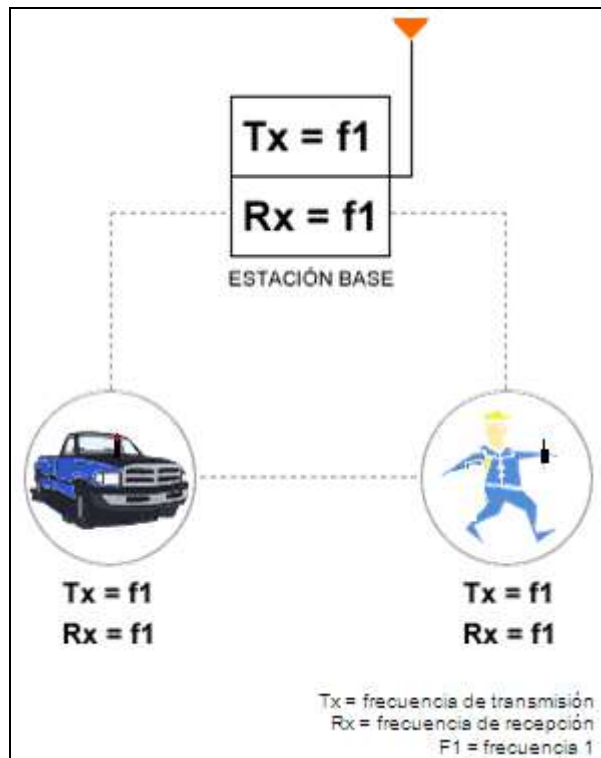 Tx = f1
Rx = f1
ESTACIÓN BASE
Tx = f1
Rx = f1
Tx = f1
Rx = f1
Tx = frecuencia de transmisión
Rx = frecuencia de recepción
F1 = frecuencia 1